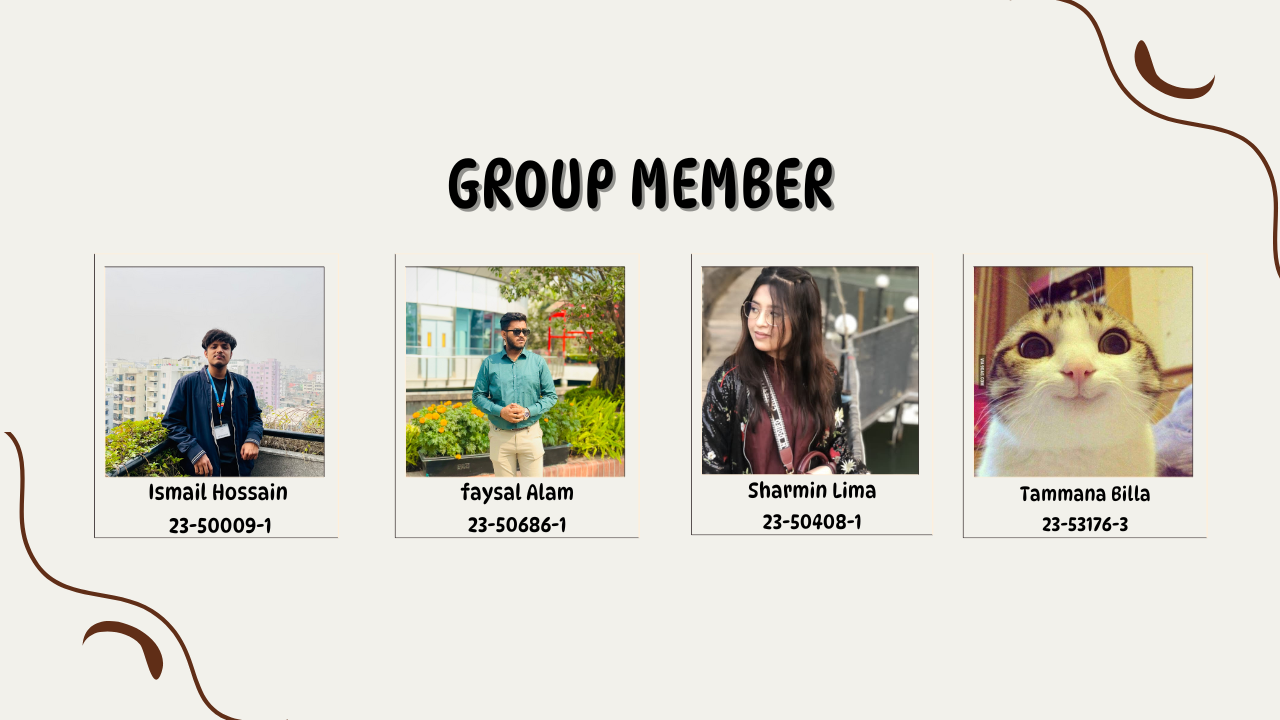 GROUP MEMBER
Ismail Hossain
23-50009-1
faysal Alam
23-50686-1
Sharmin Lima
23-50408-1
Tammana Billa
23-53176-3